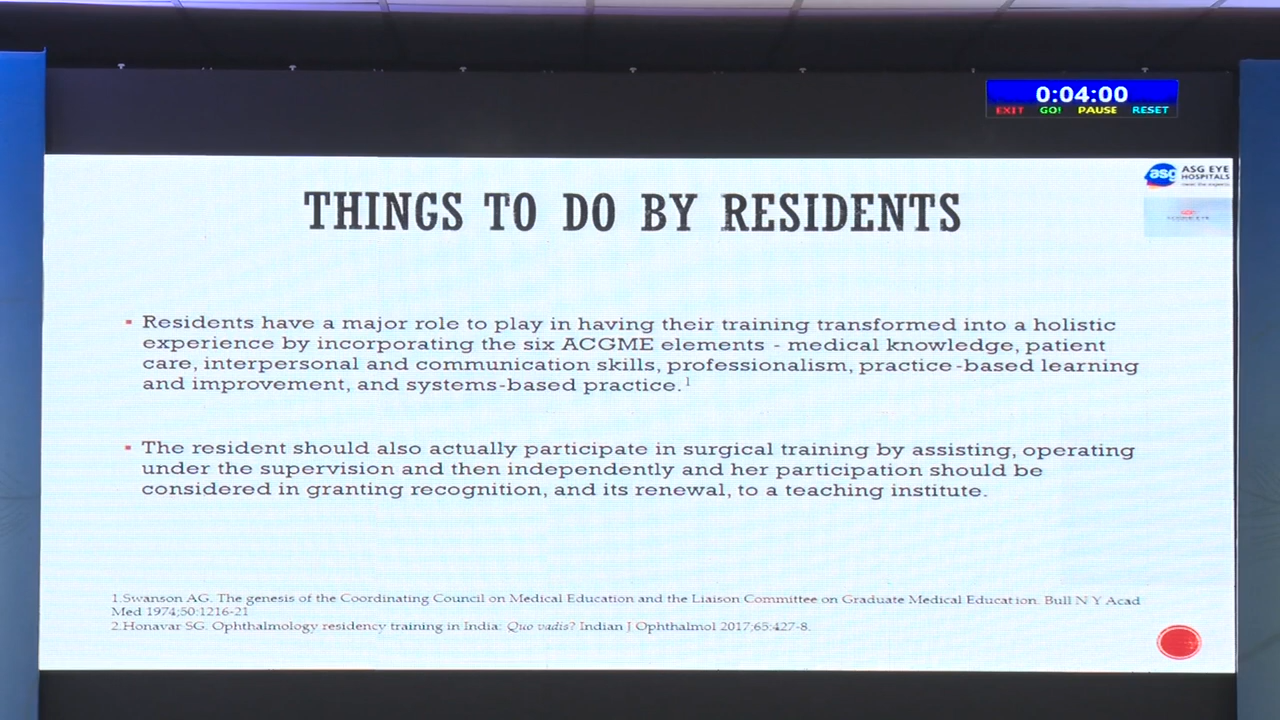 0:04:00
EXIT GO! PAUSE RESET
asg ASG EYE
HOSPITALS
THINGS TO DO BY RESIDENTS
▪ Residents have a major role to play in having their training transformed into a holistic
experience by incorporating the six ACGME elements - medical knowledge, patient
care, interpersonal and communication skills, professionalism, practice-based learning
and improvement, and systems-based practice.¹
▪ The resident should also actually participate in surgical training by assisting, operating
under the supervision and then independently and her participation should be
considered in granting recognition, and its renewal, to a teaching institute.
1.Swanson AG. The genesis of the Coordinating Council on Medical Education and the Liaison Committee on Graduate Medical Education. Bull N Y Acad
Med 1974;50:1216-21
2.Honavar SG. Ophthalmology residency training in India: Quo vadis? Indian J Ophthalmol 2017;65:427-8.